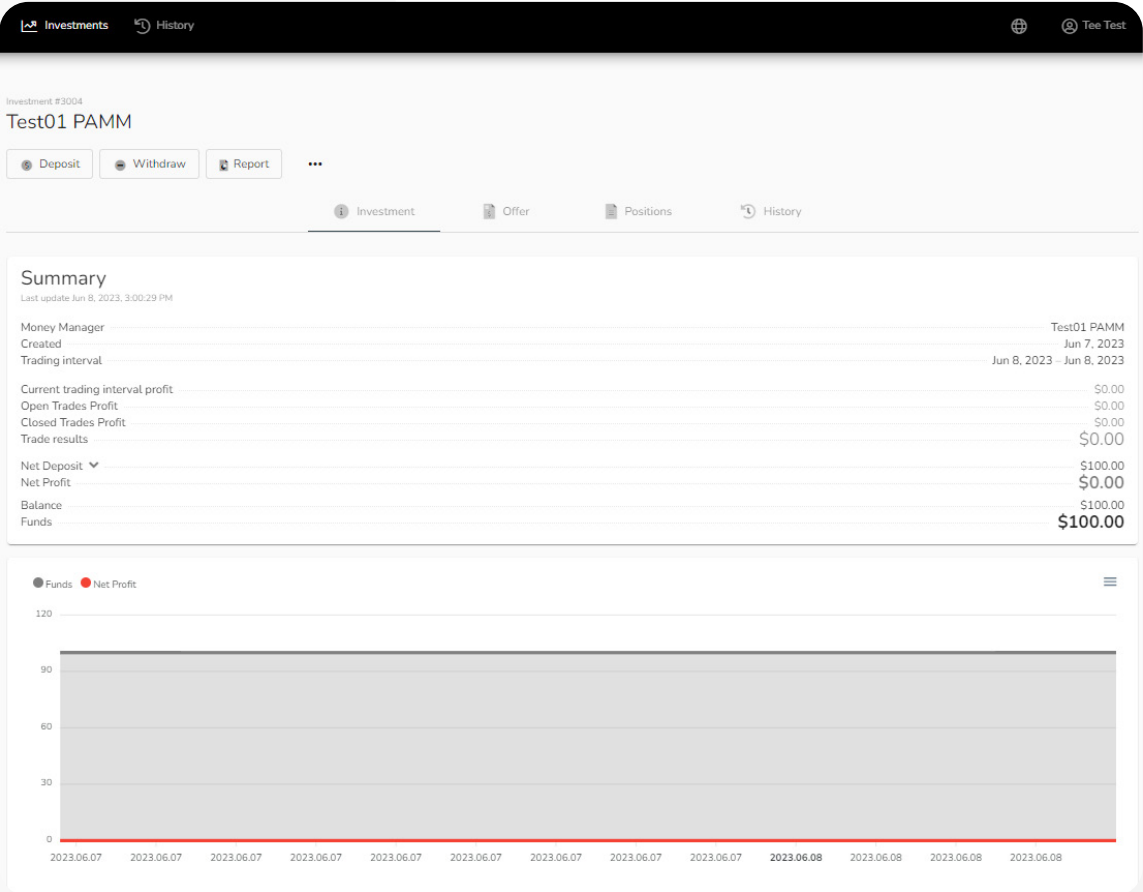 Investments History Tee Test
Investment #3004
Test01 PAMM
Deposit Withdraw Report •••
Investment Offer Positions History
Summary
Last update Jun 8, 2023, 3:00:29 PM
Money Manager Test01 PAMM
Created Jun 7, 2023
Trading interval Jun 8, 2023 – Jun 8, 2023
Current trading interval profit $0.00
Open Trades Profit $0.00
Closed Trades Profit $0.00
Trade results $0.00
Net Deposit $100.00
Net Profit $0.00
Balance $100.00
Funds $100.00
Funds Net Profit
120
90
60
30
0
2023.06.07 2023.06.07 2023.06.07 2023.06.07 2023.06.07 2023.06.07 2023.06.07 2023.06.07 2023.06.07 2023.06.08 2023.06.08 2023.06.08 2023.06.08